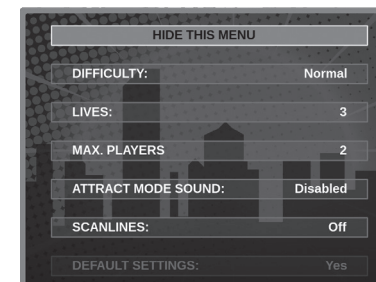 HIDE THIS MENU
DIFFICULTY: Normal
LIVES: 3
MAX. PLAYERS 2
ATTRACT MODE SOUND: Disabled
SCANLINES: Off
DEFAULT SETTINGS: Yes